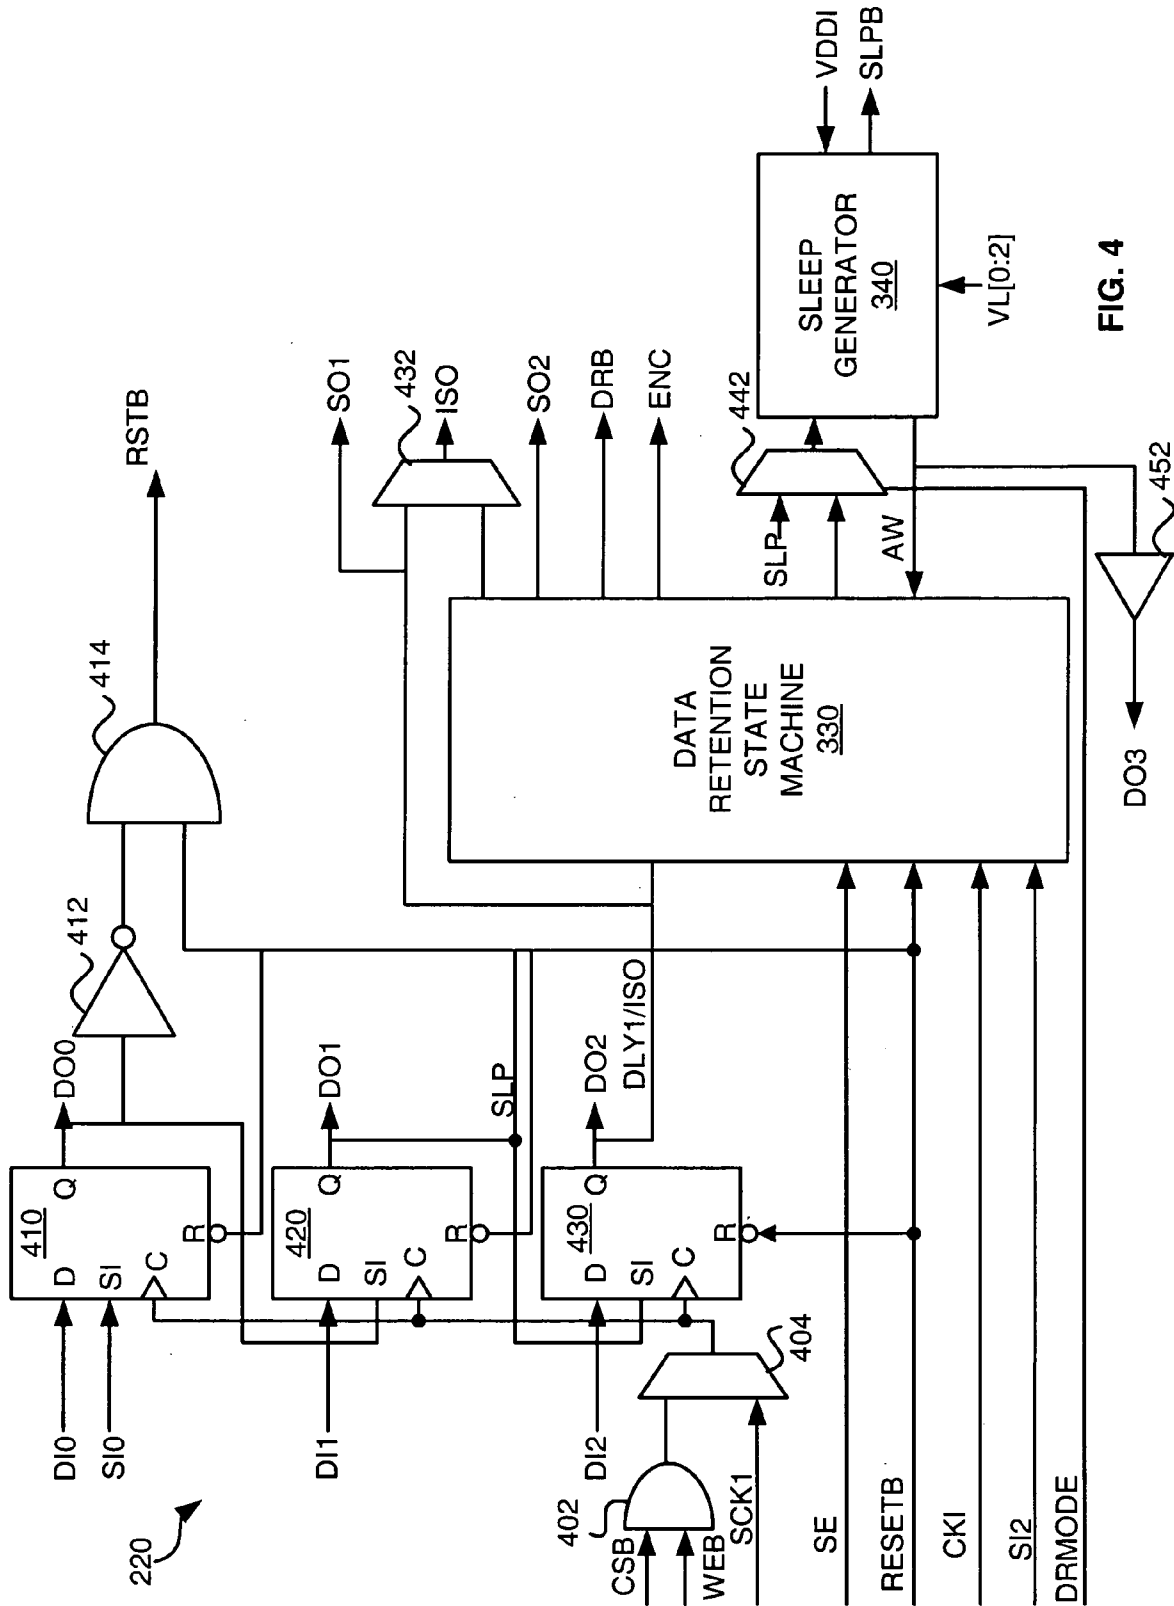 220
DI0
SI0
DI1
DI2
CSB
WEB
402
SCK1
404
SE
RESETB
CKI
SI2
DRMODE
410
D
SI
C
Q
R
DO0
420
D
SI
C
Q
R
DO1
SLP
430
D
SI
C
Q
R
DO2
DLY1/ISO
412
414
RSTB
SO1
432
ISO
SO2
DRB
ENC
DATA
RETENTION
STATE
MACHINE
330
SLP
442
AW
SLEEP
GENERATOR
340
VDDI
SLPB
VL[0:2]
452
DO3
FIG. 4